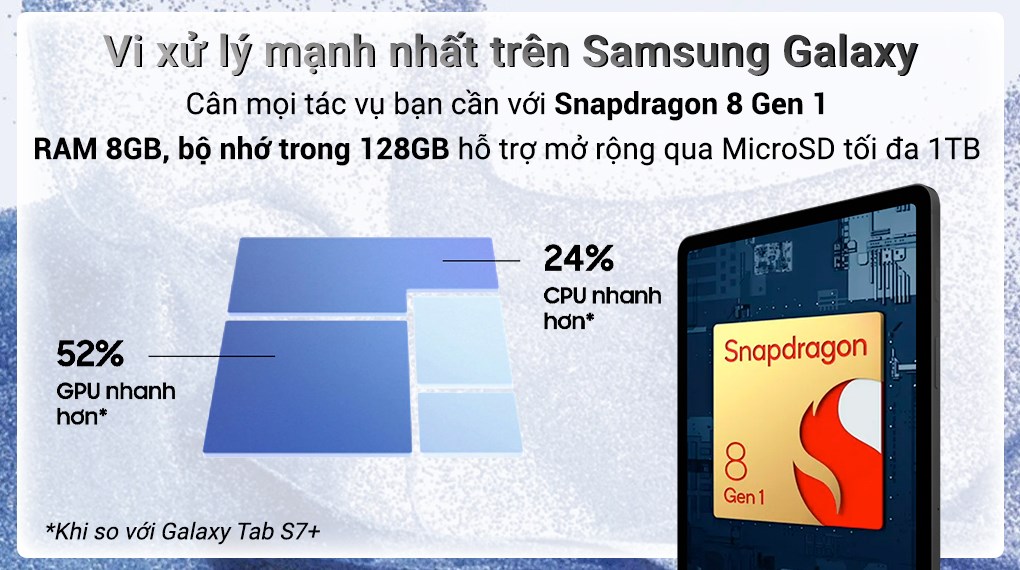 Vi xử lý mạnh nhất trên Samsung Galaxy
Cân mọi tác vụ bạn cần với Snapdragon 8 Gen 1
RAM 8GB, bộ nhớ trong 128GB hỗ trợ mở rộng qua MicroSD tối đa 1TB
24%
CPU nhanh
hơn*
52%
GPU nhanh
hơn*
Snapdragon
8
Gen 1
*Khi so với Galaxy Tab S7+